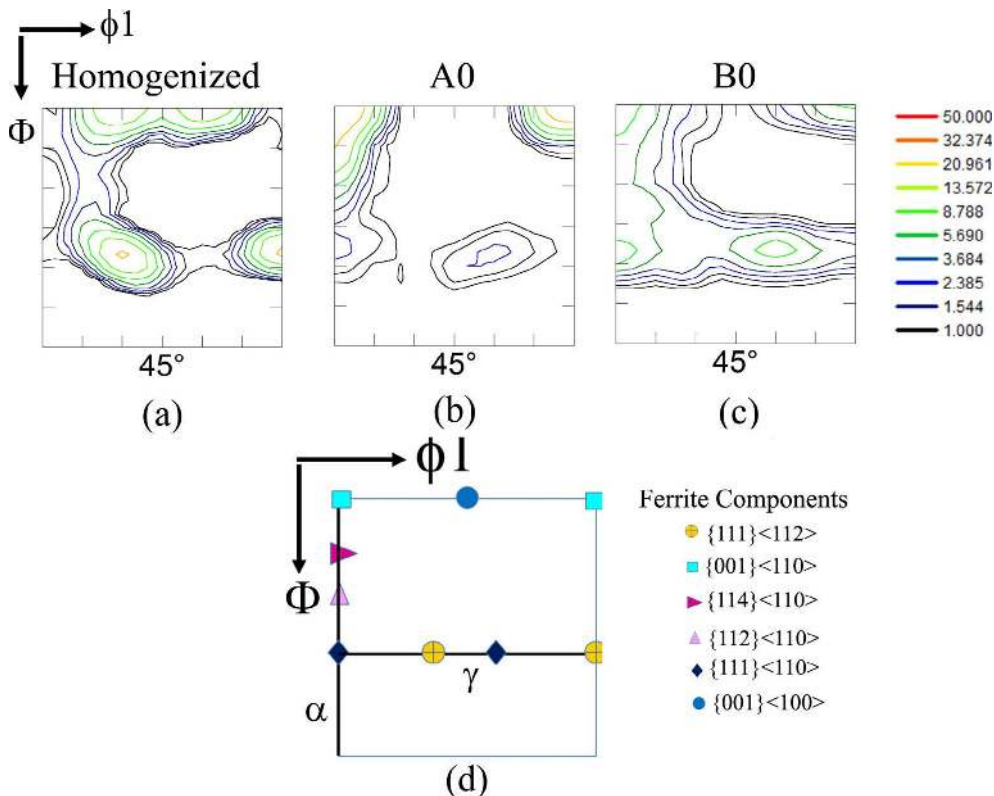 ϕ1
Φ
Homogenized
A0
B0
50.000
32.374
20.961
13.572
8.788
5.690
3.684
2.385
1.544
1.000
45°
45°
45°
(a)
(b)
(c)
ϕ1
Φ
α
γ
(d)
Ferrite Components
{111}<112>
{001}<110>
{114}<110>
{112}<110>
{111}<110>
{001}<100>